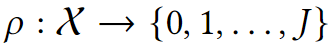 ρ : 𝒳 → {0, 1, …, J}